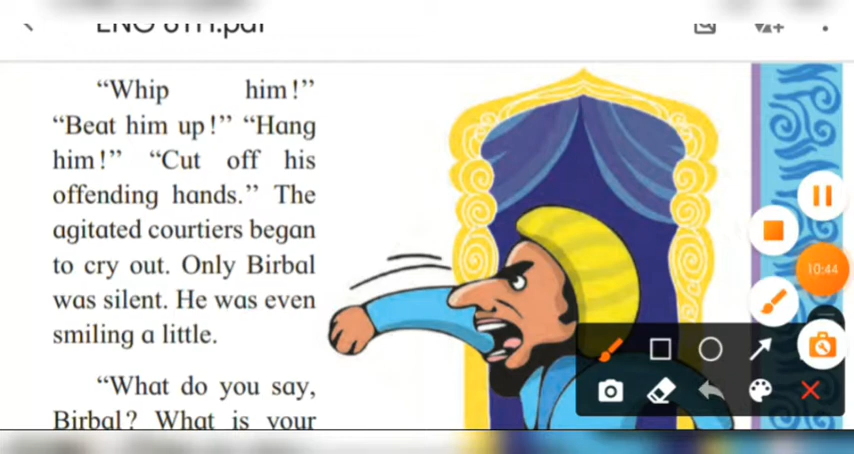 “Whip him!”
“Beat him up!” “Hang
him!” “Cut off his
offending hands.” The
agitated courtiers began
to cry out. Only Birbal
was silent. He was even
smiling a little.
“What do you say,
Birbal? What is your
10:44